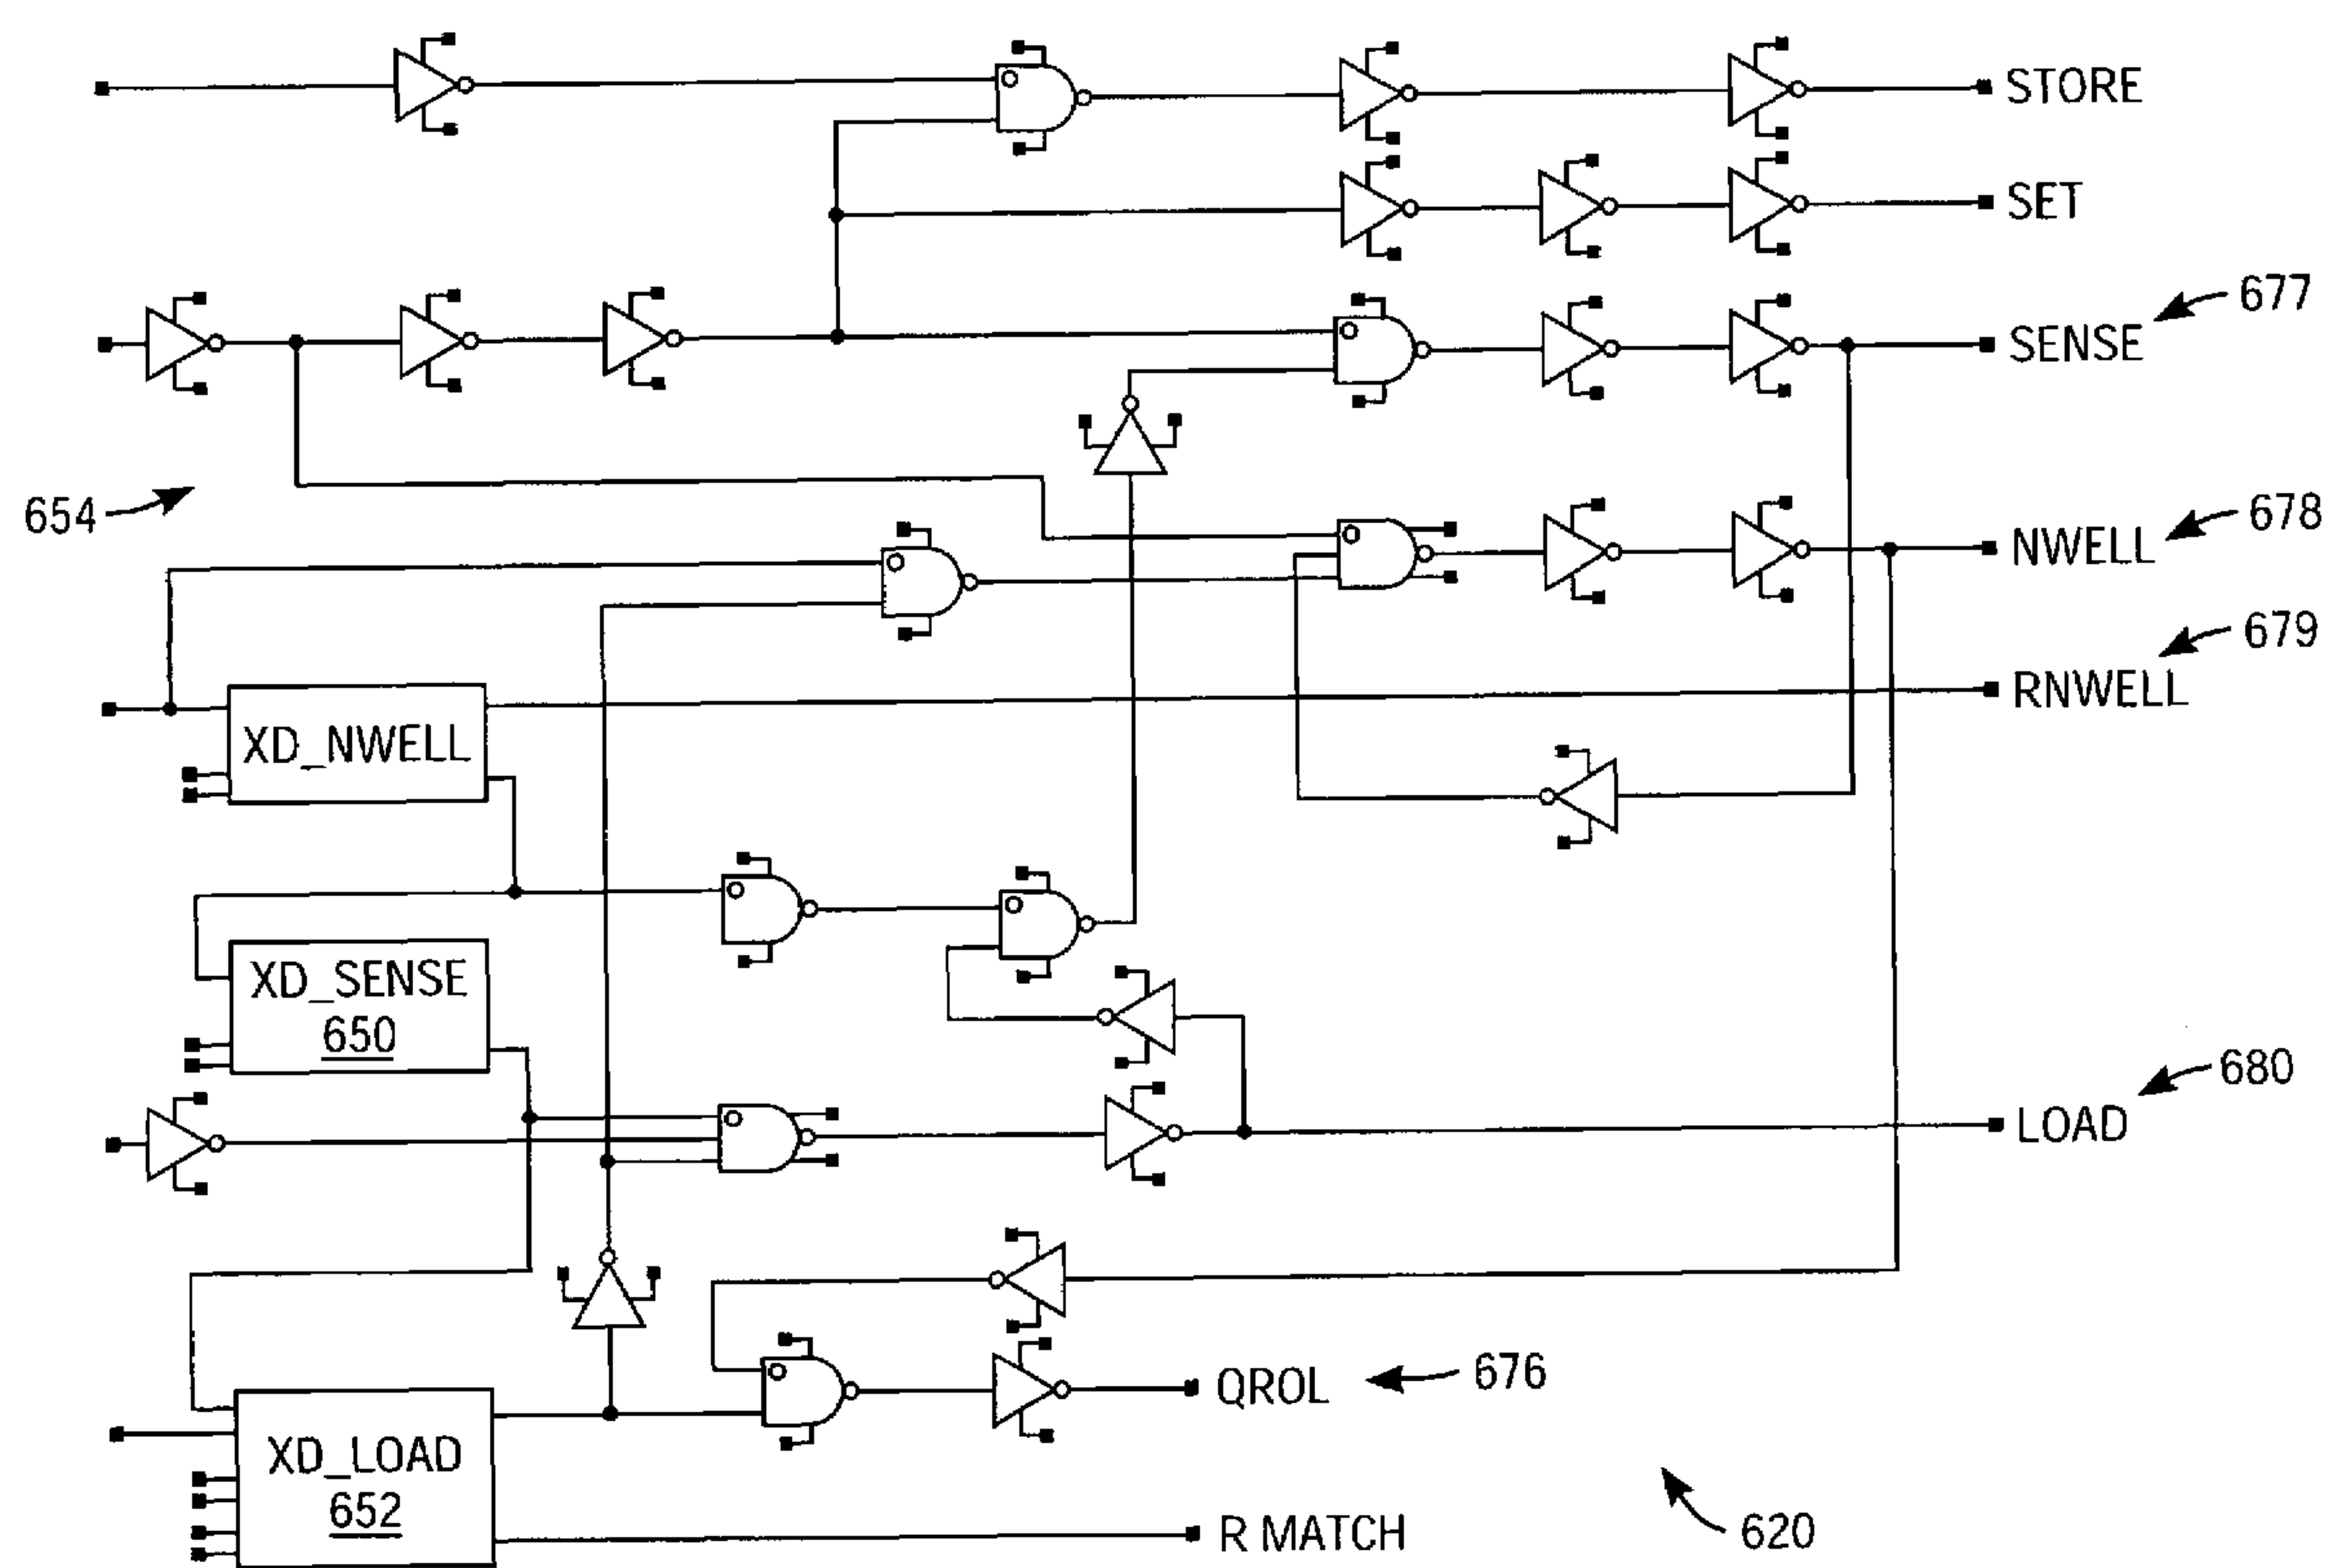 STORE
SET
677
SENSE
654
678
NWELL
679
RNWELL
XD_NWELL
XD_SENSE
650
680
LOAD
QROL
676
XD_LOAD
652
R MATCH
620